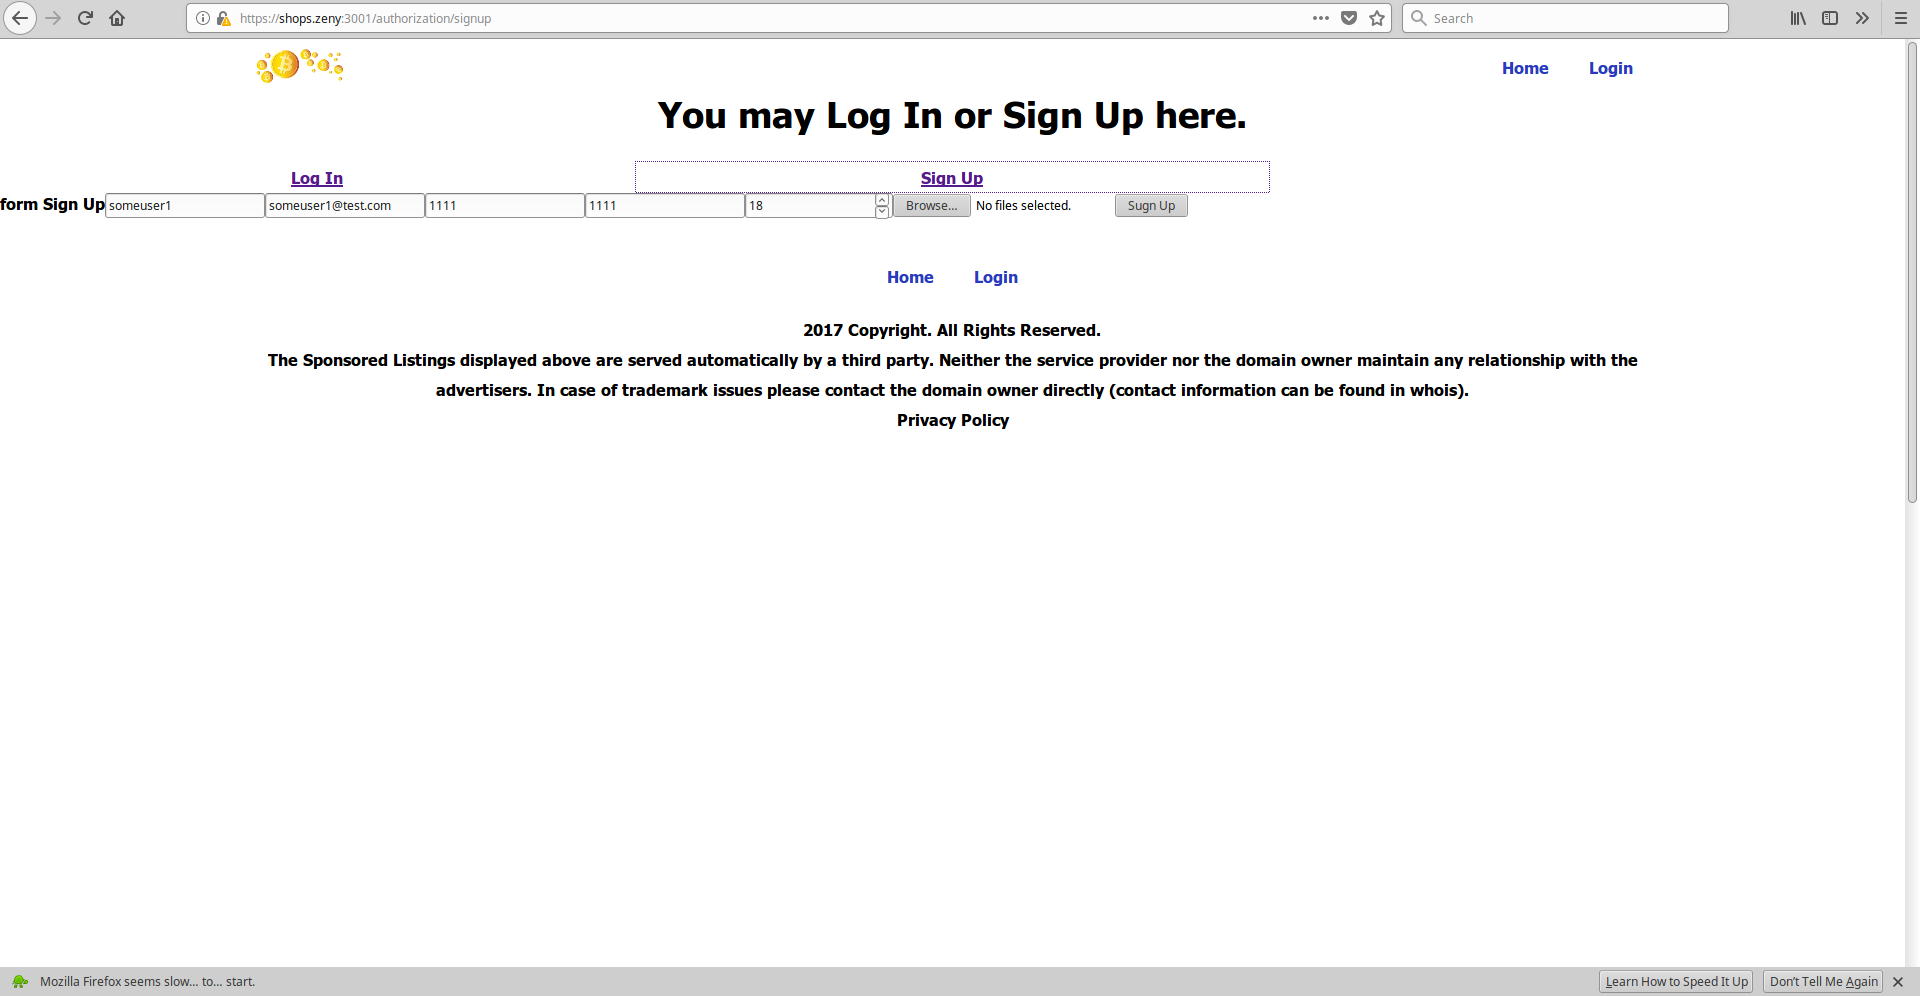 https://shops.zeny:3001/authorization/signup
Search
Home Login
You may Log In or Sign Up here.
Log In Sign Up
form Sign Up someuser1 someuser1@test.com 1111 1111 18 Browse... No files selected. Sugn Up
Home Login
2017 Copyright. All Rights Reserved.
The Sponsored Listings displayed above are served automatically by a third party. Neither the service provider nor the domain owner maintain any relationship with the
advertisers. In case of trademark issues please contact the domain owner directly (contact information can be found in whois).
Privacy Policy
Mozilla Firefox seems slow... to... start. Learn How to Speed It Up Don't Tell Me Again